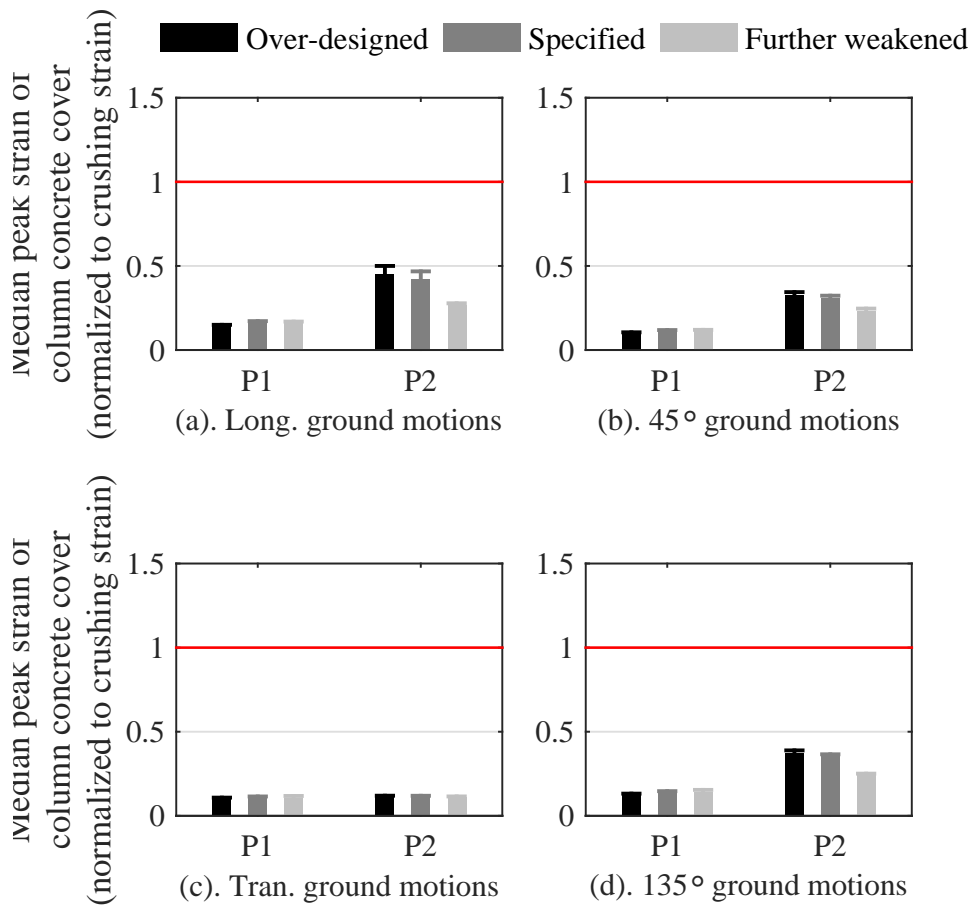 Over-designed Specified Further weakened
Median peak strain of
column concrete cover
(normalized to crushing strain)
1.5
1
0.5
0
P1 P2
(a). Long. ground motions
1.5
1
0.5
0
P1 P2
(b). 45° ground motions
Median peak strain of
column concrete cover
(normalized to crushing strain)
1.5
1
0.5
0
P1 P2
(c). Tran. ground motions
1.5
1
0.5
0
P1 P2
(d). 135° ground motions